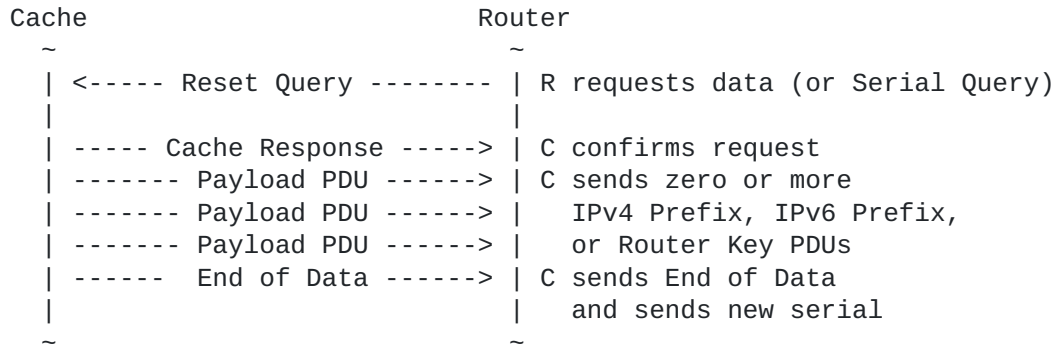 Cache                         Router
  ~                             ~
  | <----- Reset Query -------- | R requests data (or Serial Query)
  |                             |
  | ----- Cache Response -----> | C confirms request
  | ------- Payload PDU ------> | C sends zero or more
  | ------- Payload PDU ------> |   IPv4 Prefix, IPv6 Prefix,
  | ------- Payload PDU ------> |   or Router Key PDUs
  | ------  End of Data ------> | C sends End of Data
  |                             |   and sends new serial
  ~                             ~